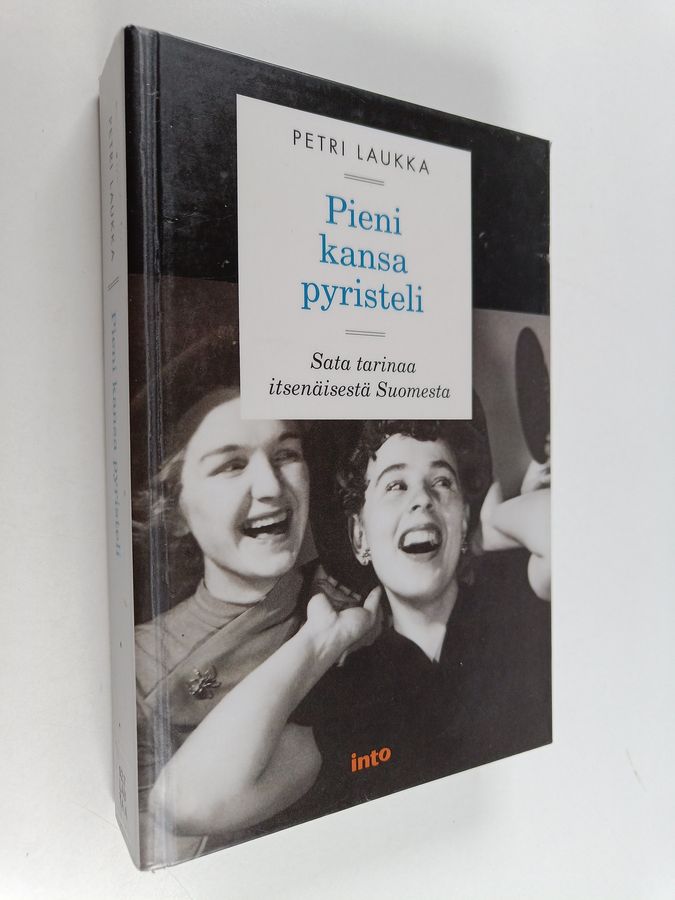 PETRI LAUKKA
Pieni
kansa
pyristeli
Sata tarinaa
itsenäisestä Suomesta
into
PETRI LAUKKA
Pieni kansa pyristeli